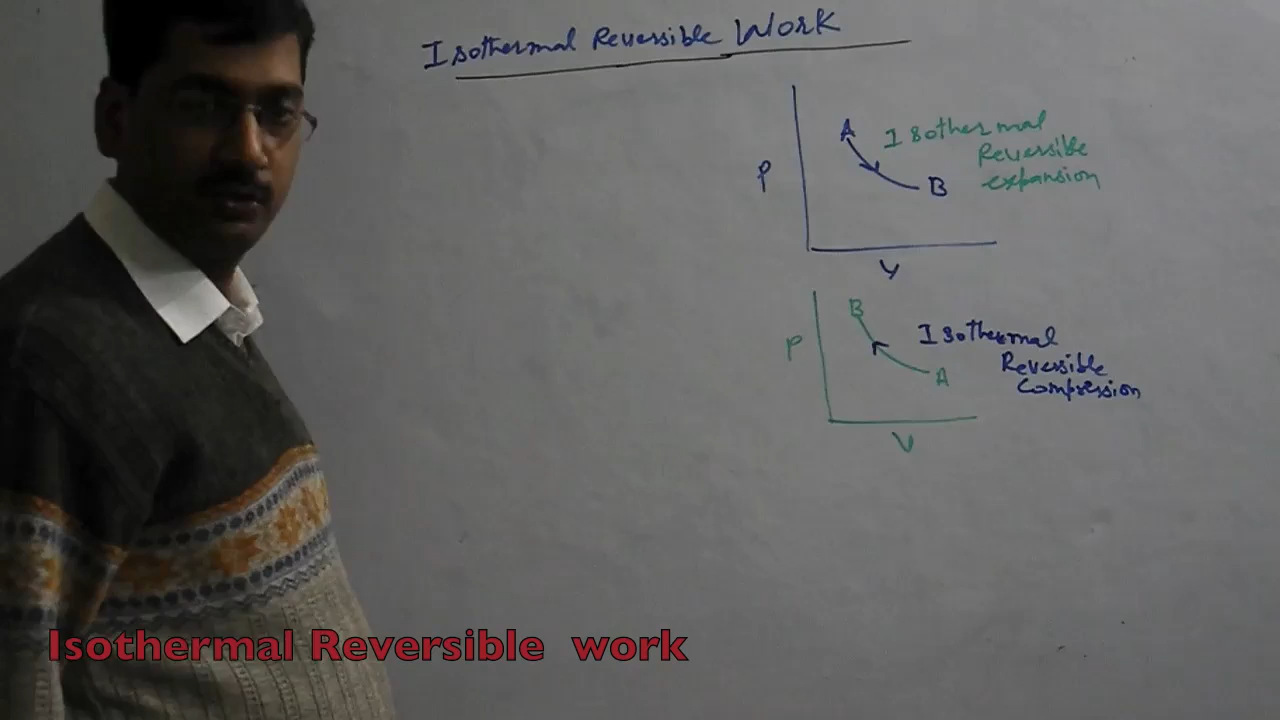 Isothermal Reversible Work
A
Isothermal
Reversible
expansion
P
B
V
B
Isothermal
Reversible
Compression
P
A
V
Isothermal Reversible work